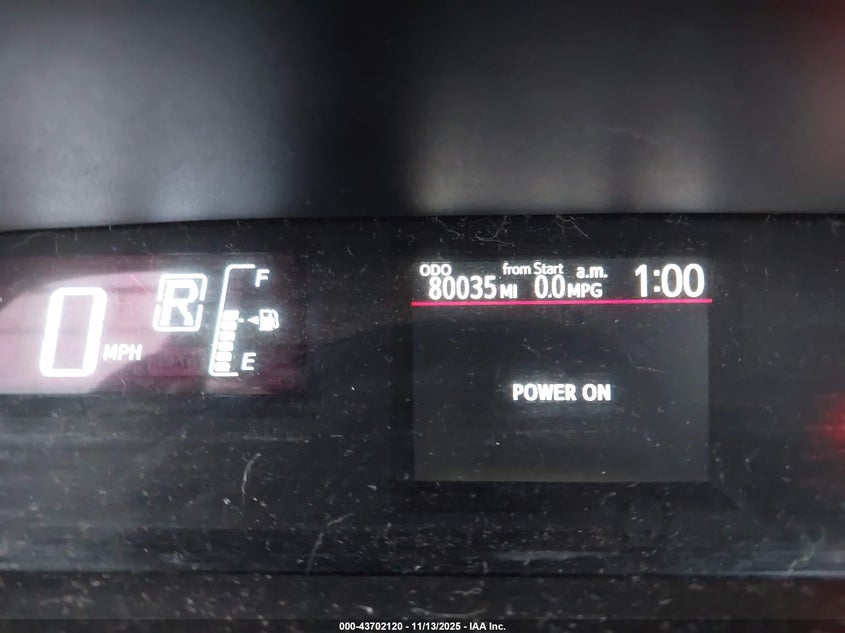 0 MPH
R
F
E
ODO from Start a.m. 1:00
80035 MI 0.0 MPG
POWER ON
000-43702120 - 11/13/2025 - IAA Inc.